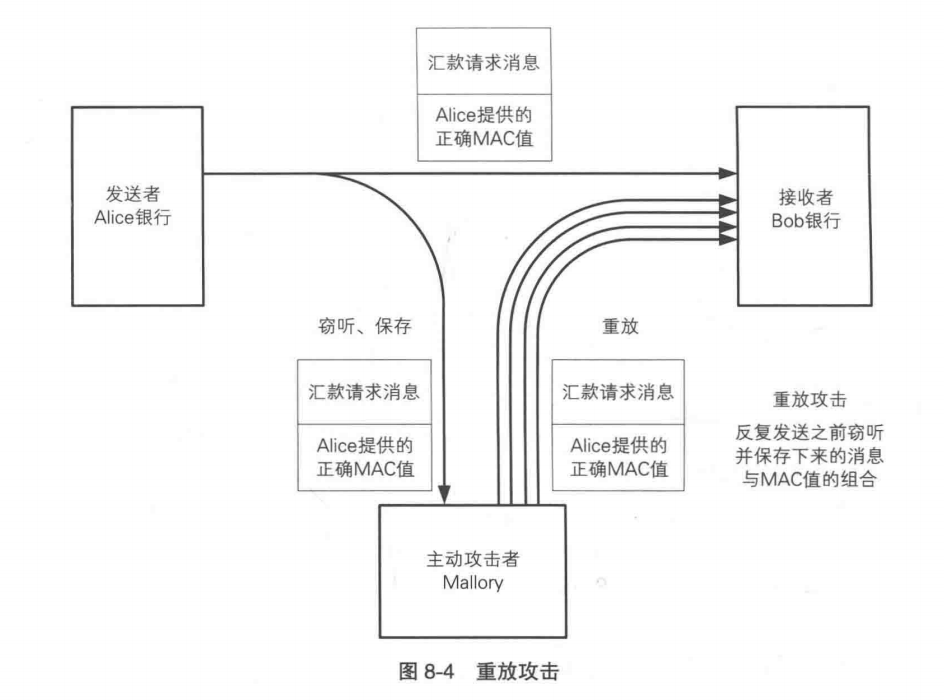 汇款请求消息
Alice提供的
正确MAC值
发送者
Alice银行
接收者
Bob银行
窃听、保存
重放
汇款请求消息
Alice提供的
正确MAC值
汇款请求消息
Alice提供的
正确MAC值
重放攻击
反复发送之前窃听
并保存下来的消息
与MAC值的组合
主动攻击者
Mallory
图 8-4 重放攻击